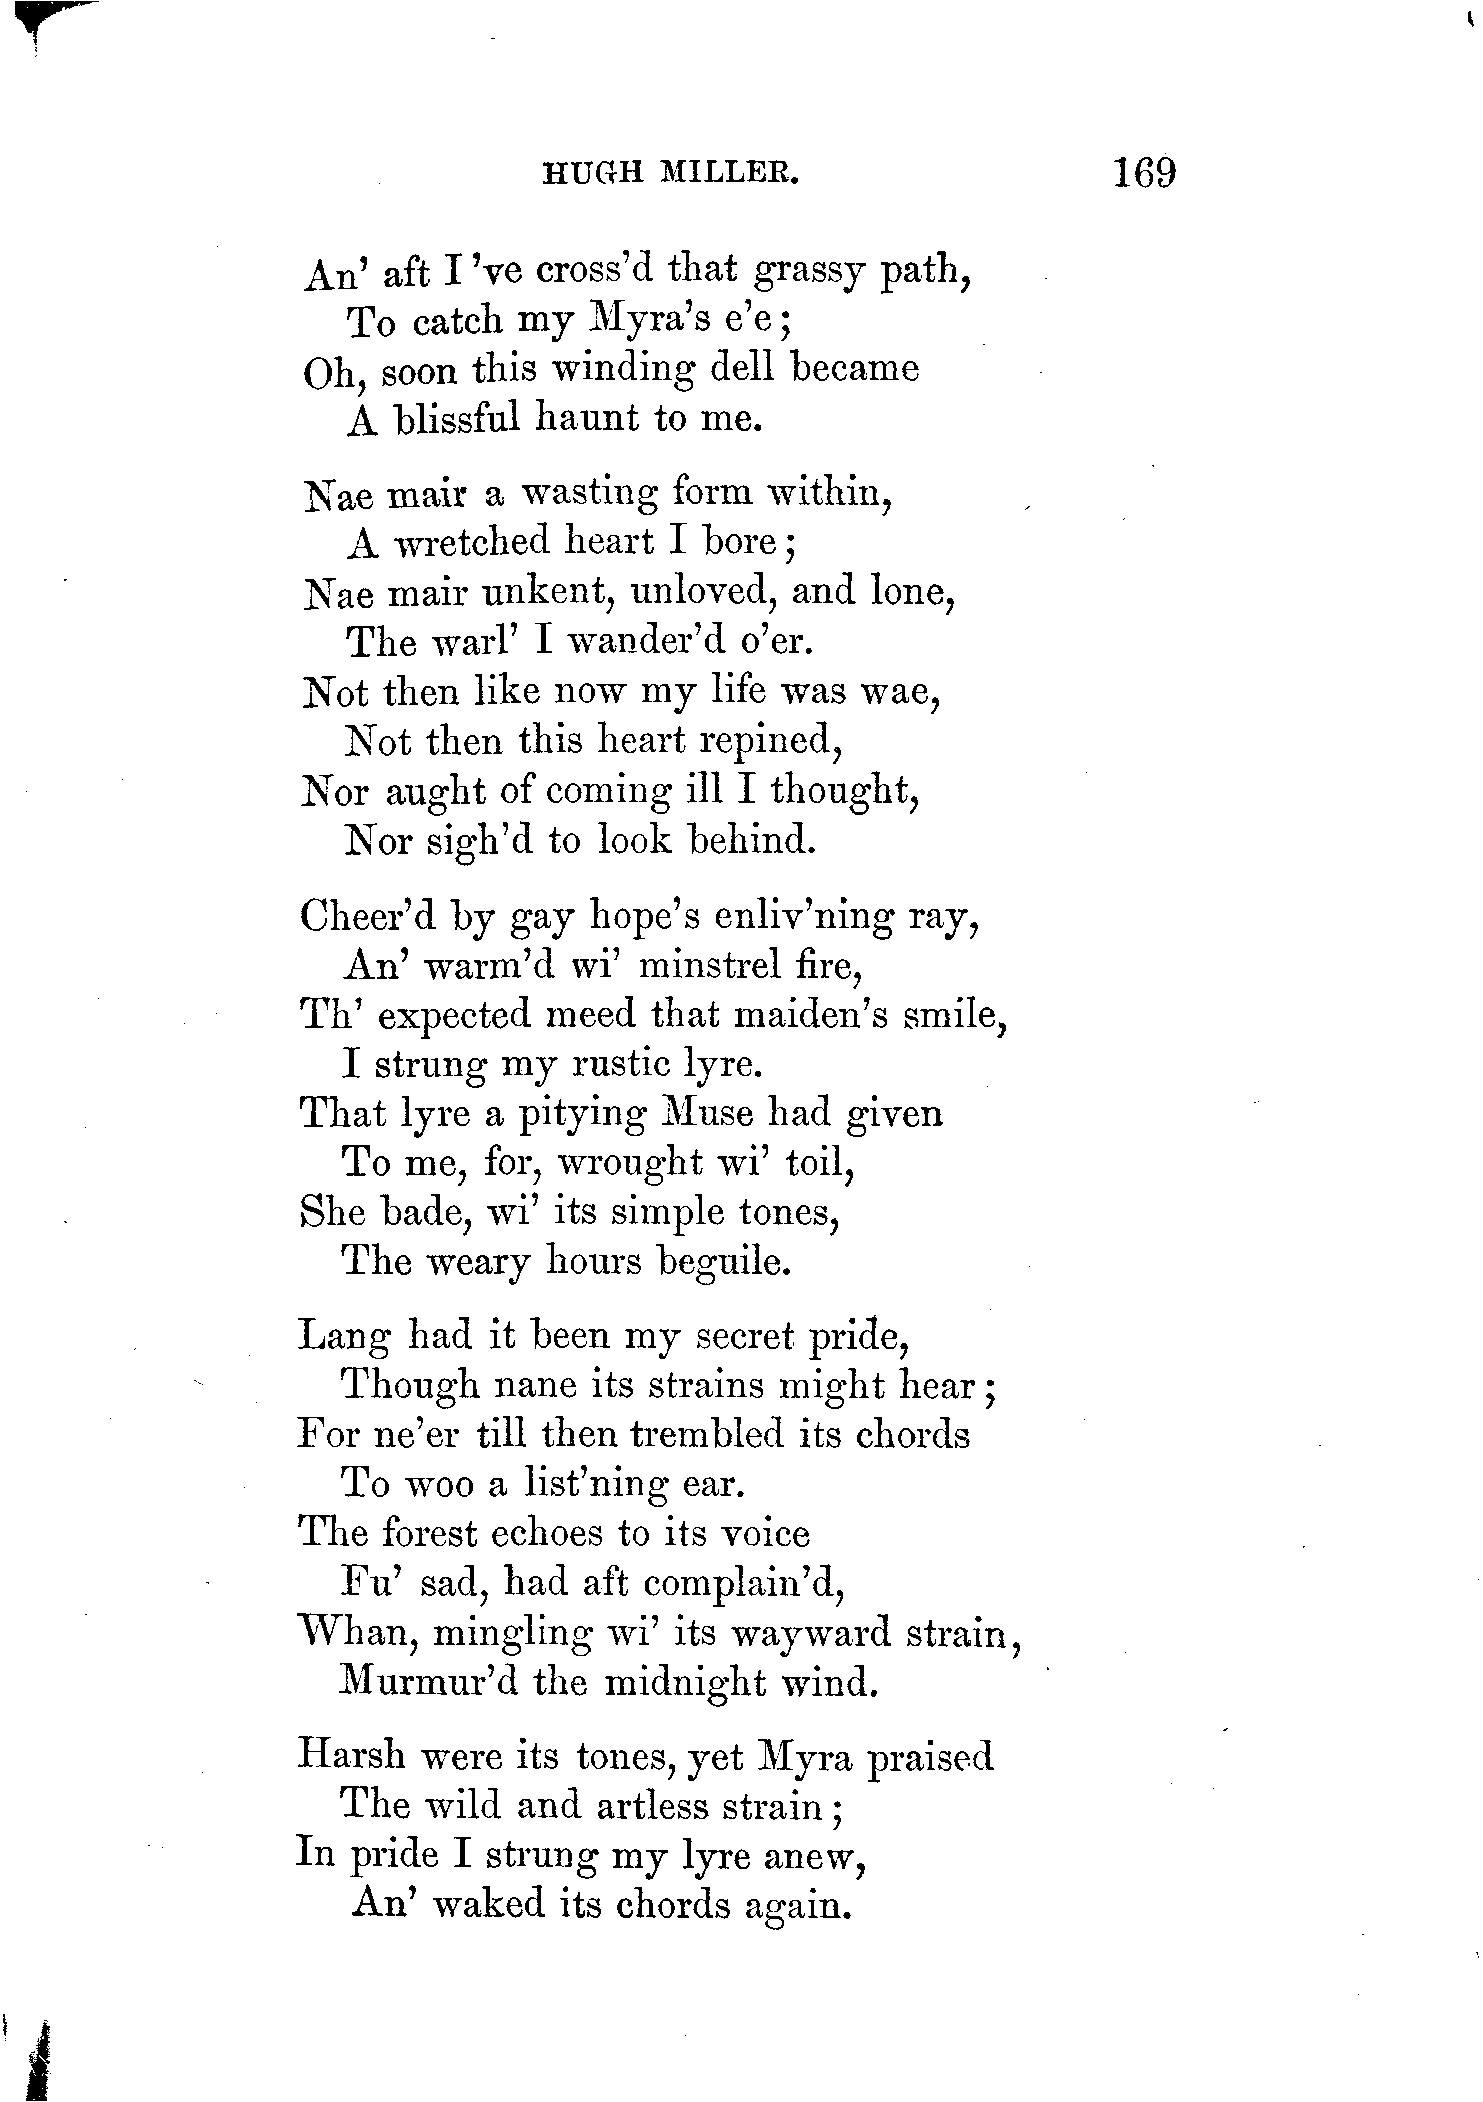 HUGH MILLER. 169
An' aft I 've cross'd that grassy path,
To catch my Myra's e'e;
Oh, soon this winding dell became
A blissful haunt to me.
Nae mair a wasting form within,
A wretched heart I bore;
Nae mair unkent, unloved, and lone,
The warl' I wander'd o'er.
Not then like now my life was wae,
Not then this heart repined,
Nor aught of coming ill I thought,
Nor sigh'd to look behind.
Cheer'd by gay hope's enliv'ning ray,
An' warm'd wi' minstrel fire,
Th' expected meed that maiden's smile,
I strung my rustic lyre.
That lyre a pitying Muse had given
To me, for, wrought wi' toil,
She bade, wi' its simple tones,
The weary hours beguile.
Lang had it been my secret pride,
Though nane its strains might hear;
For ne'er till then trembled its chords
To woo a list'ning ear.
The forest echoes to its voice
Fu' sad, had aft complain'd,
Whan, mingling wi' its wayward strain,
Murmur'd the midnight wind.
Harsh were its tones, yet Myra praised
The wild and artless strain;
In pride I strung my lyre anew,
An' waked its chords again.